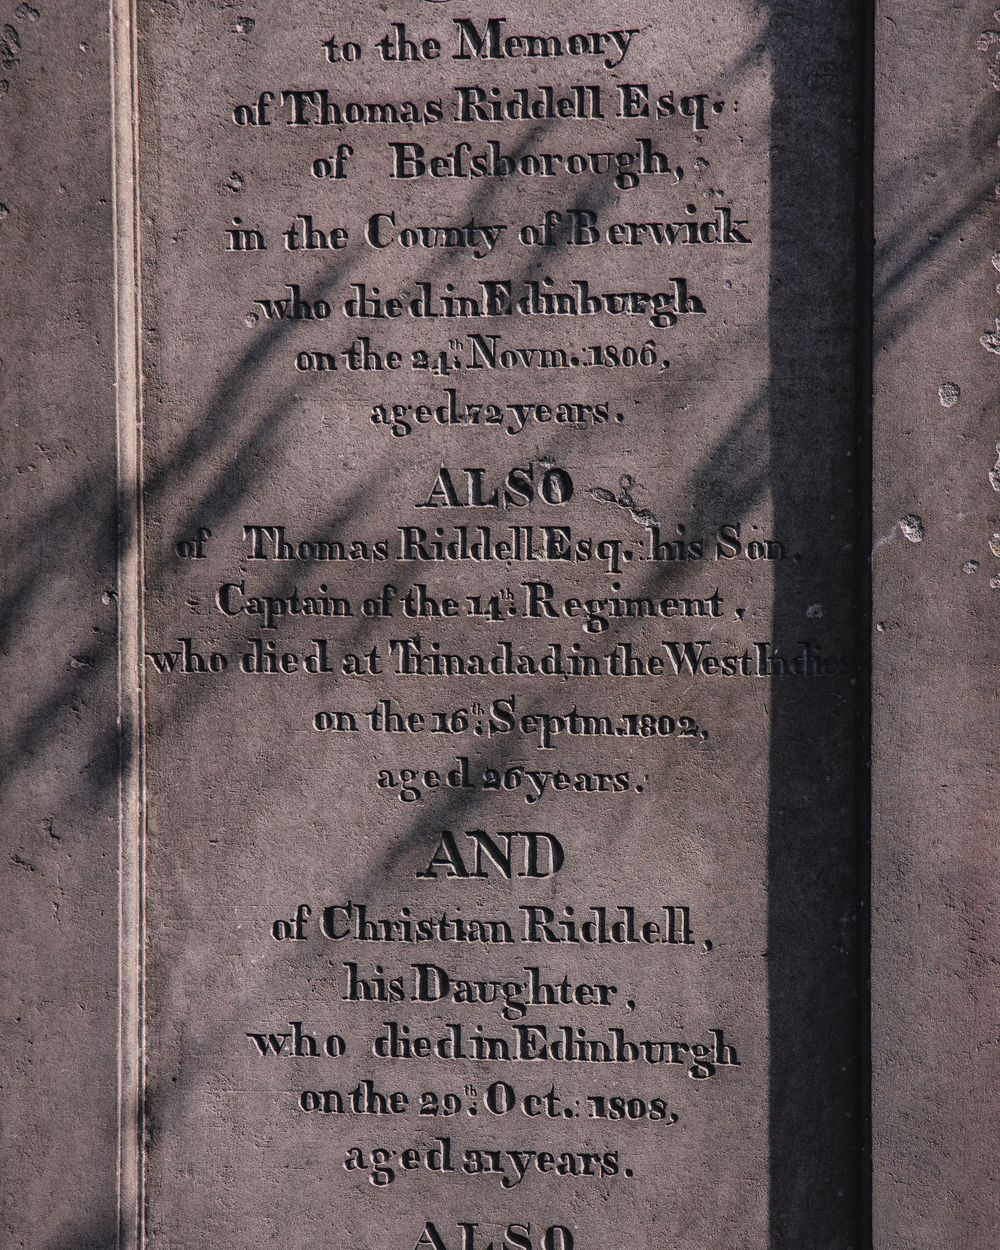 to the Memory
of Thomas Riddell Esq.:
of Beſsborough,
in the County of Berwick
who died in Edinburgh
on the 24th. Novm.: 1806,
aged 72 years.
ALSO
of Thomas Riddell Esq. his Son,
Captain of the 14th. Regiment,
who died at Trinadad, in the West Indies
on the 16th. Septm. 1802,
aged 26 years.
AND
of Christian Riddell,
his Daughter,
who died in Edinburgh
on the 29th. Oct.: 1808,
aged 31 years.
ALSO